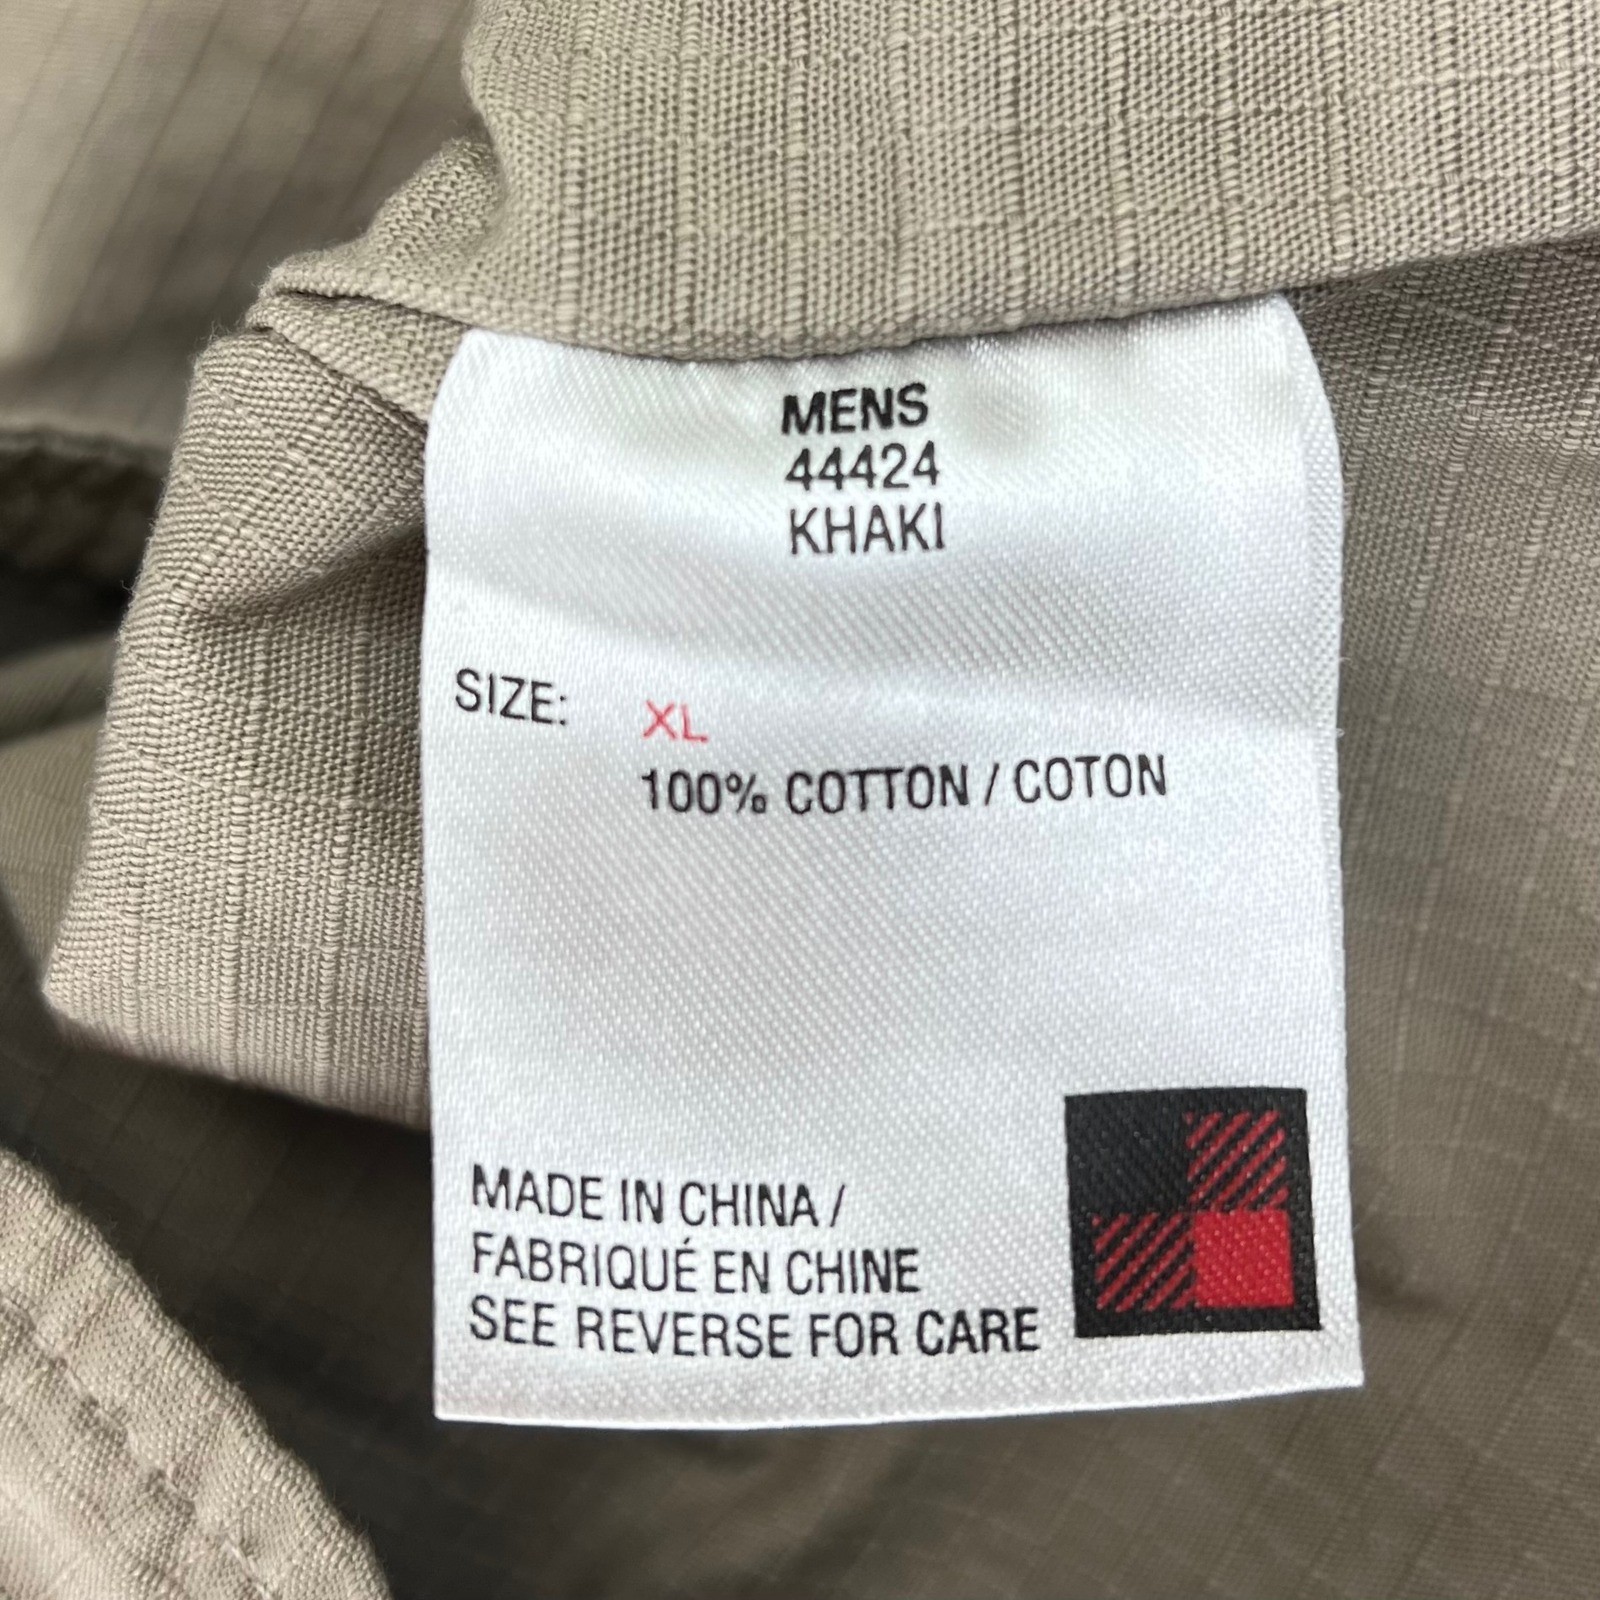 MENS
44424
KHAKI
SIZE: XL
100% COTTON / COTON
MADE IN CHINA /
FABRIQUÉ EN CHINE
SEE REVERSE FOR CARE